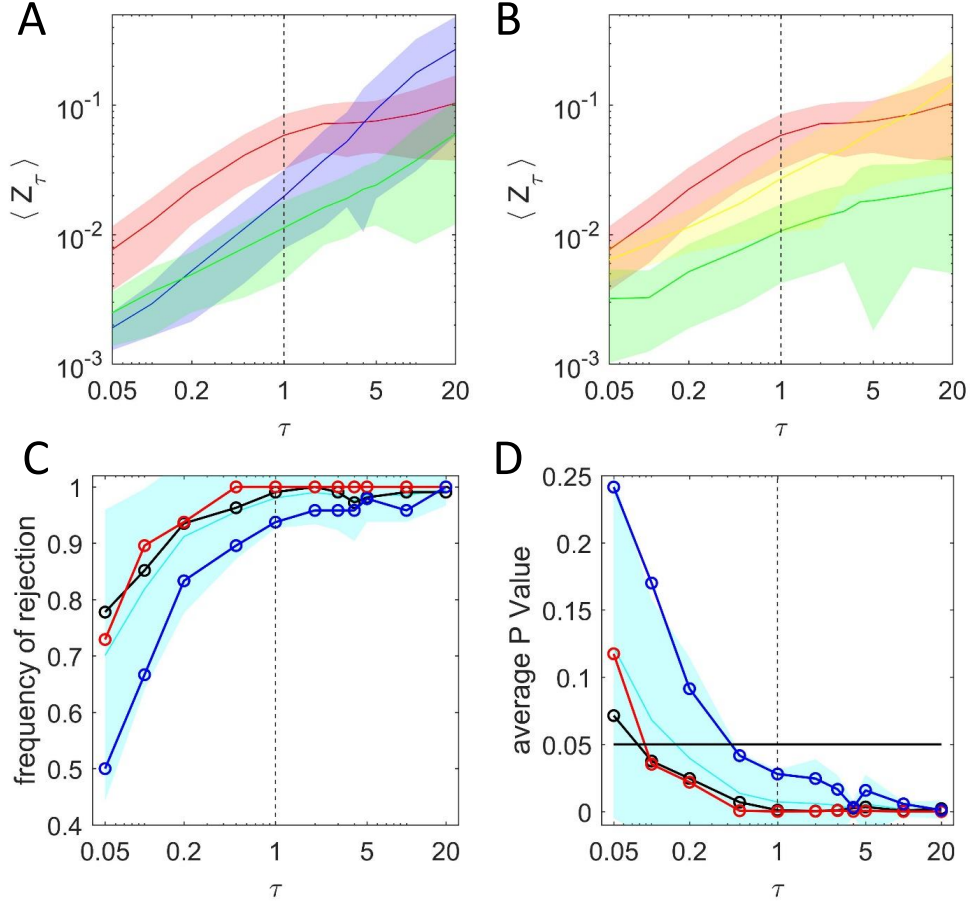 A
⟨ Z_τ ⟩
10^-1
10^-2
10^-3
0.05 0.2 1 5 20
τ
B
⟨ Z_τ ⟩
10^-1
10^-2
10^-3
0.05 0.2 1 5 20
τ
C
frequency of rejection
1
0.9
0.8
0.7
0.6
0.5
0.4
0.05 0.2 1 5 20
τ
D
average P Value
0.25
0.2
0.15
0.1
0.05
0
0.05 0.2 1 5 20
τ